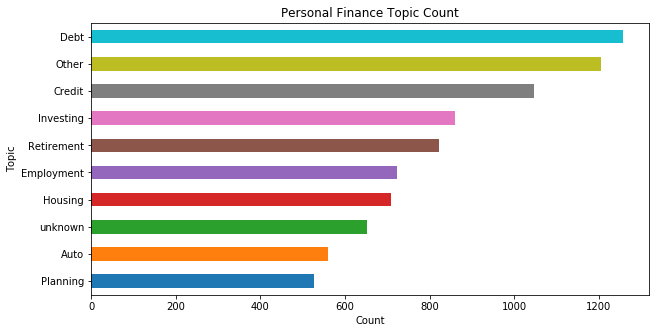 Personal Finance Topic Count
Topic
Debt
Other
Credit
Investing
Retirement
Employment
Housing
unknown
Auto
Planning
0 200 400 600 800 1000 1200
Count